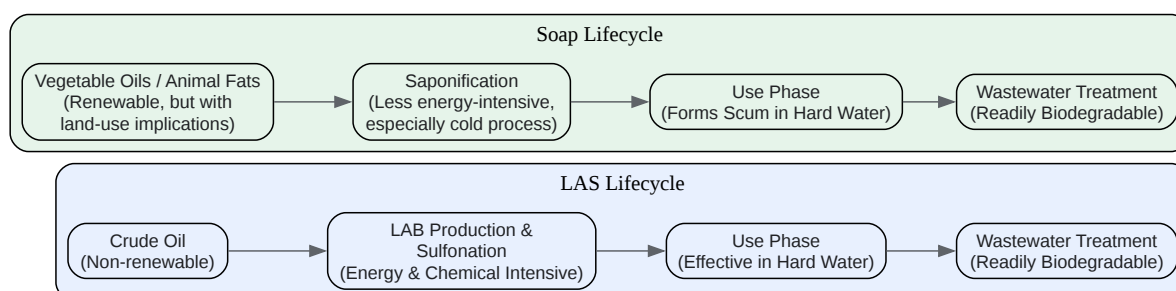 Soap Lifecycle
Vegetable Oils / Animal Fats
(Renewable, but with
land-use implications)
Saponification
(Less energy-intensive,
especially cold process)
Use Phase
(Forms Scum in Hard Water)
Wastewater Treatment
(Readily Biodegradable)
LAS Lifecycle
Crude Oil
(Non-renewable)
LAB Production &
Sulfonation
(Energy & Chemical Intensive)
Use Phase
(Effective in Hard Water)
Wastewater Treatment
(Readily Biodegradable)